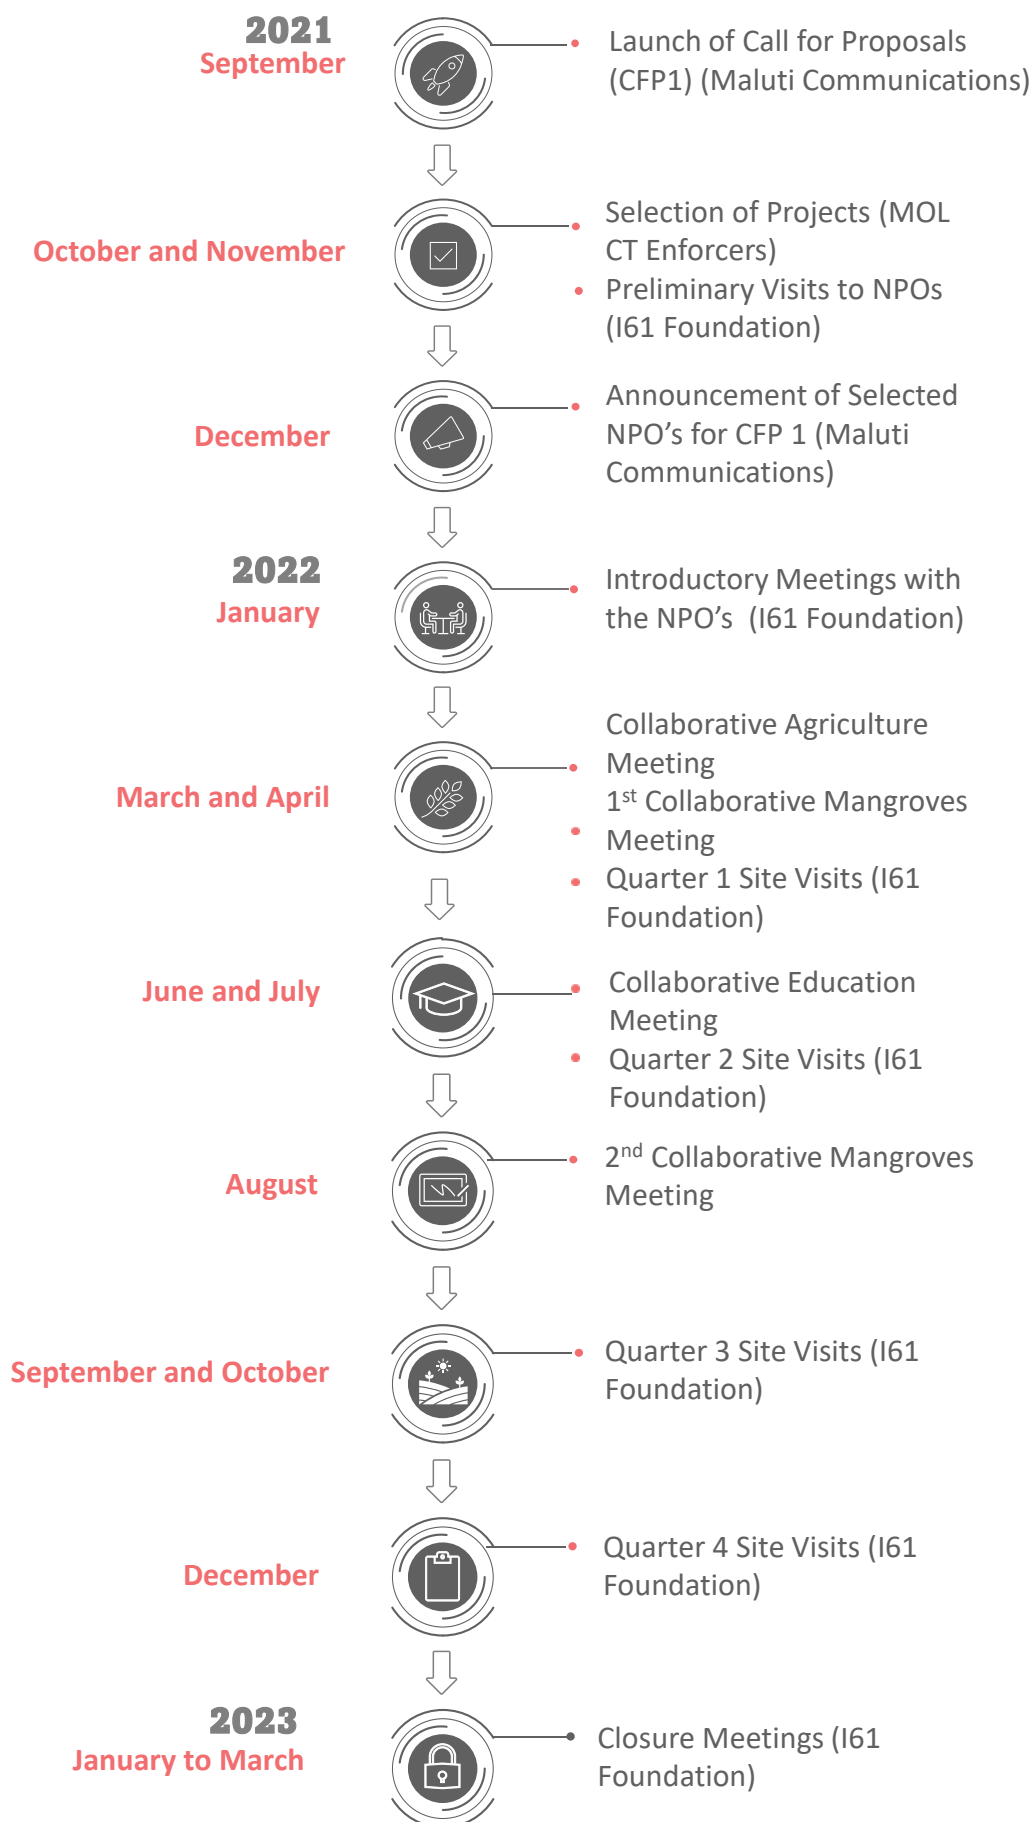 2021
September
Launch of Call for Proposals
(CFP1) (Maluti Communications)
October and November
Selection of Projects (MOL
CT Enforcers)
Preliminary Visits to NPOs
(I61 Foundation)
December
Announcement of Selected
NPO’s for CFP 1 (Maluti
Communications)
2022
January
Introductory Meetings with
the NPO’s  (I61 Foundation)
March and April
Collaborative Agriculture
Meeting
1st Collaborative Mangroves
Meeting
Quarter 1 Site Visits (I61
Foundation)
June and July
Collaborative Education
Meeting
Quarter 2 Site Visits (I61
Foundation)
August
2nd Collaborative Mangroves
Meeting
September and October
Quarter 3 Site Visits (I61
Foundation)
December
Quarter 4 Site Visits (I61
Foundation)
2023
January to March
Closure Meetings (I61
Foundation)